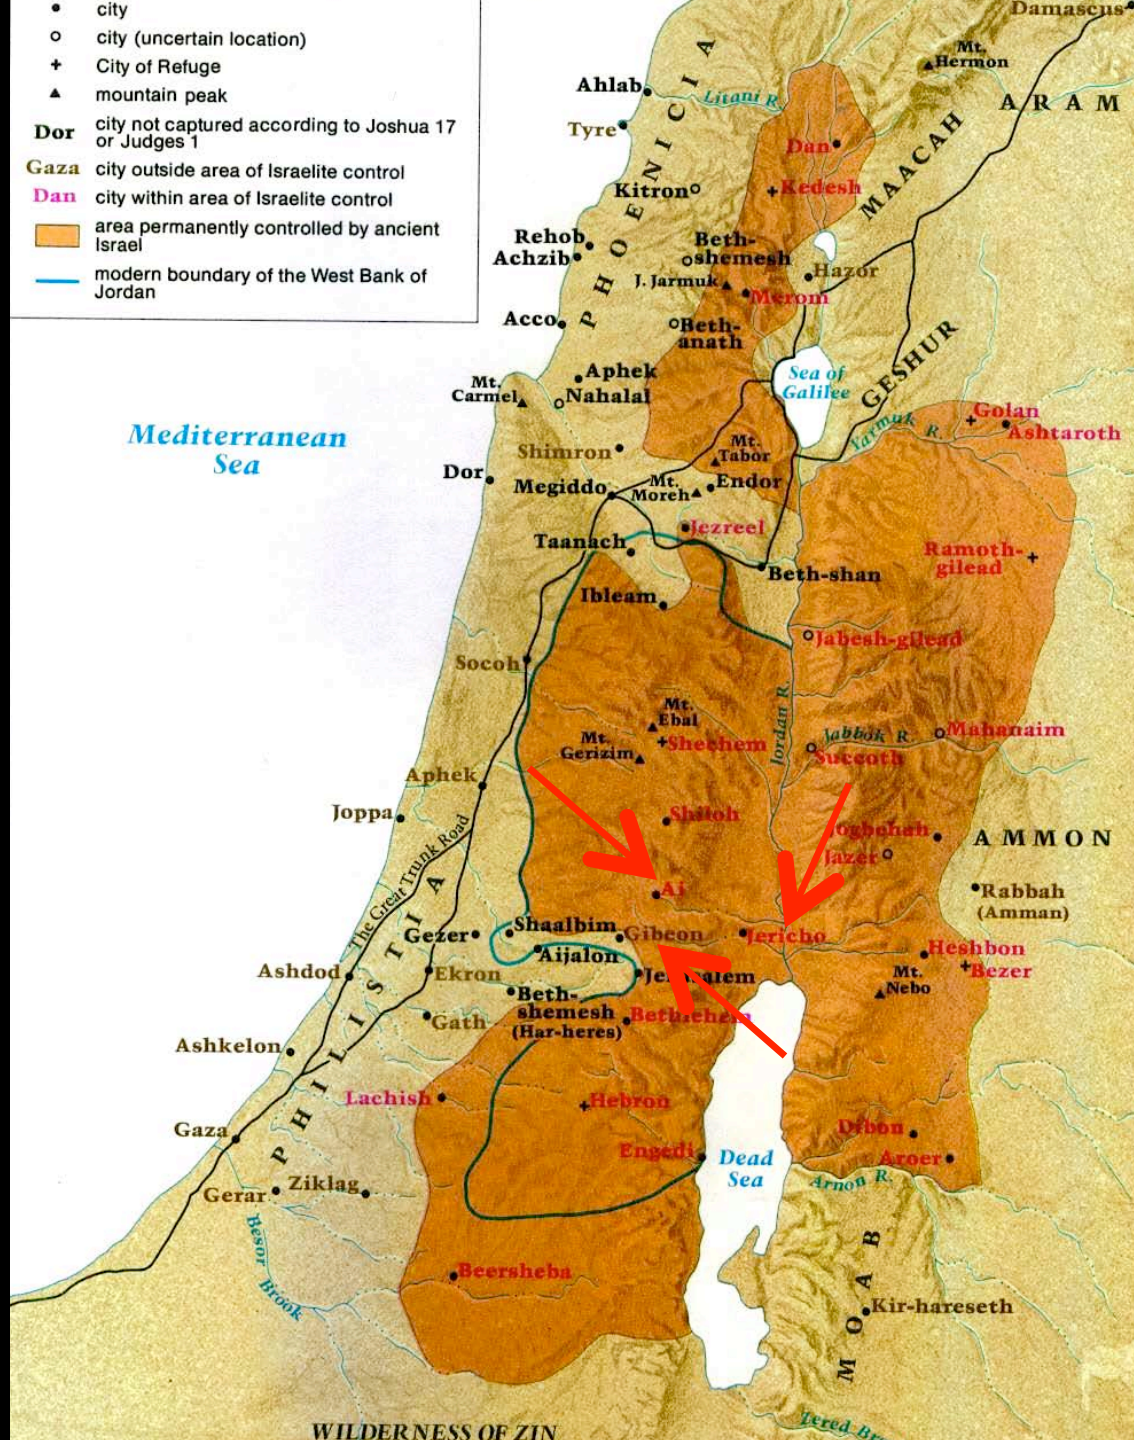 city
city (uncertain location)
City of Refuge
mountain peak
Dor
city not captured according to Joshua 17
or Judges 1
Gaza city outside area of Israelite control
Dan city within area of Israelite control
area permanently controlled by ancient
Israel
modern boundary of the West Bank of
Jordan
Damascus
Mt.
Hermon
ARAM
Ahlab
Litani R.
Tyre
PHOENICIA
MAACAH
Dan
Kitron
Kedesh
Rehob
Achzib
Beth-
shemesh
Hazor
J. Jarmuk
Merom
Acco
Beth-
anath
GESHUR
Sea of
Galilee
Aphek
Mt.
Carmel
Nahalal
Golan
Ashtaroth
Yarmuk R.
Mediterranean
Sea
Shimron
Mt.
Tabor
Dor
Megiddo
Mt.
Moreh
Endor
Jezreel
Taanach
Ramoth-
gilead
Beth-shan
Ibleam
Jabesh-gilead
Socoh
Jordan R.
Mt.
Ebal
Shechem
Mt.
Gerizim
Jabbok R.
Mahanaim
Succoth
Aphek
Joppa
Shiloh
Jogbehah
AMMON
Jazer
The Great Trunk Road
Ai
Rabbah
(Amman)
PHILISTIA
Gezer
Shaalbim
Gibeon
Jericho
Aijalon
Heshbon
Bezer
Ashdod
Ekron
Jerusalem
Mt.
Nebo
Beth-
shemesh
(Har-heres)
Gath
Bethlehem
Ashkelon
Lachish
Hebron
Gaza
Dibon
Engedi
Dead
Sea
Aroer
Arnon R.
Gerar
Ziklag
Besor Brook
MOAB
Beersheba
Kir-hareseth
WILDERNESS OF ZIN
Zered